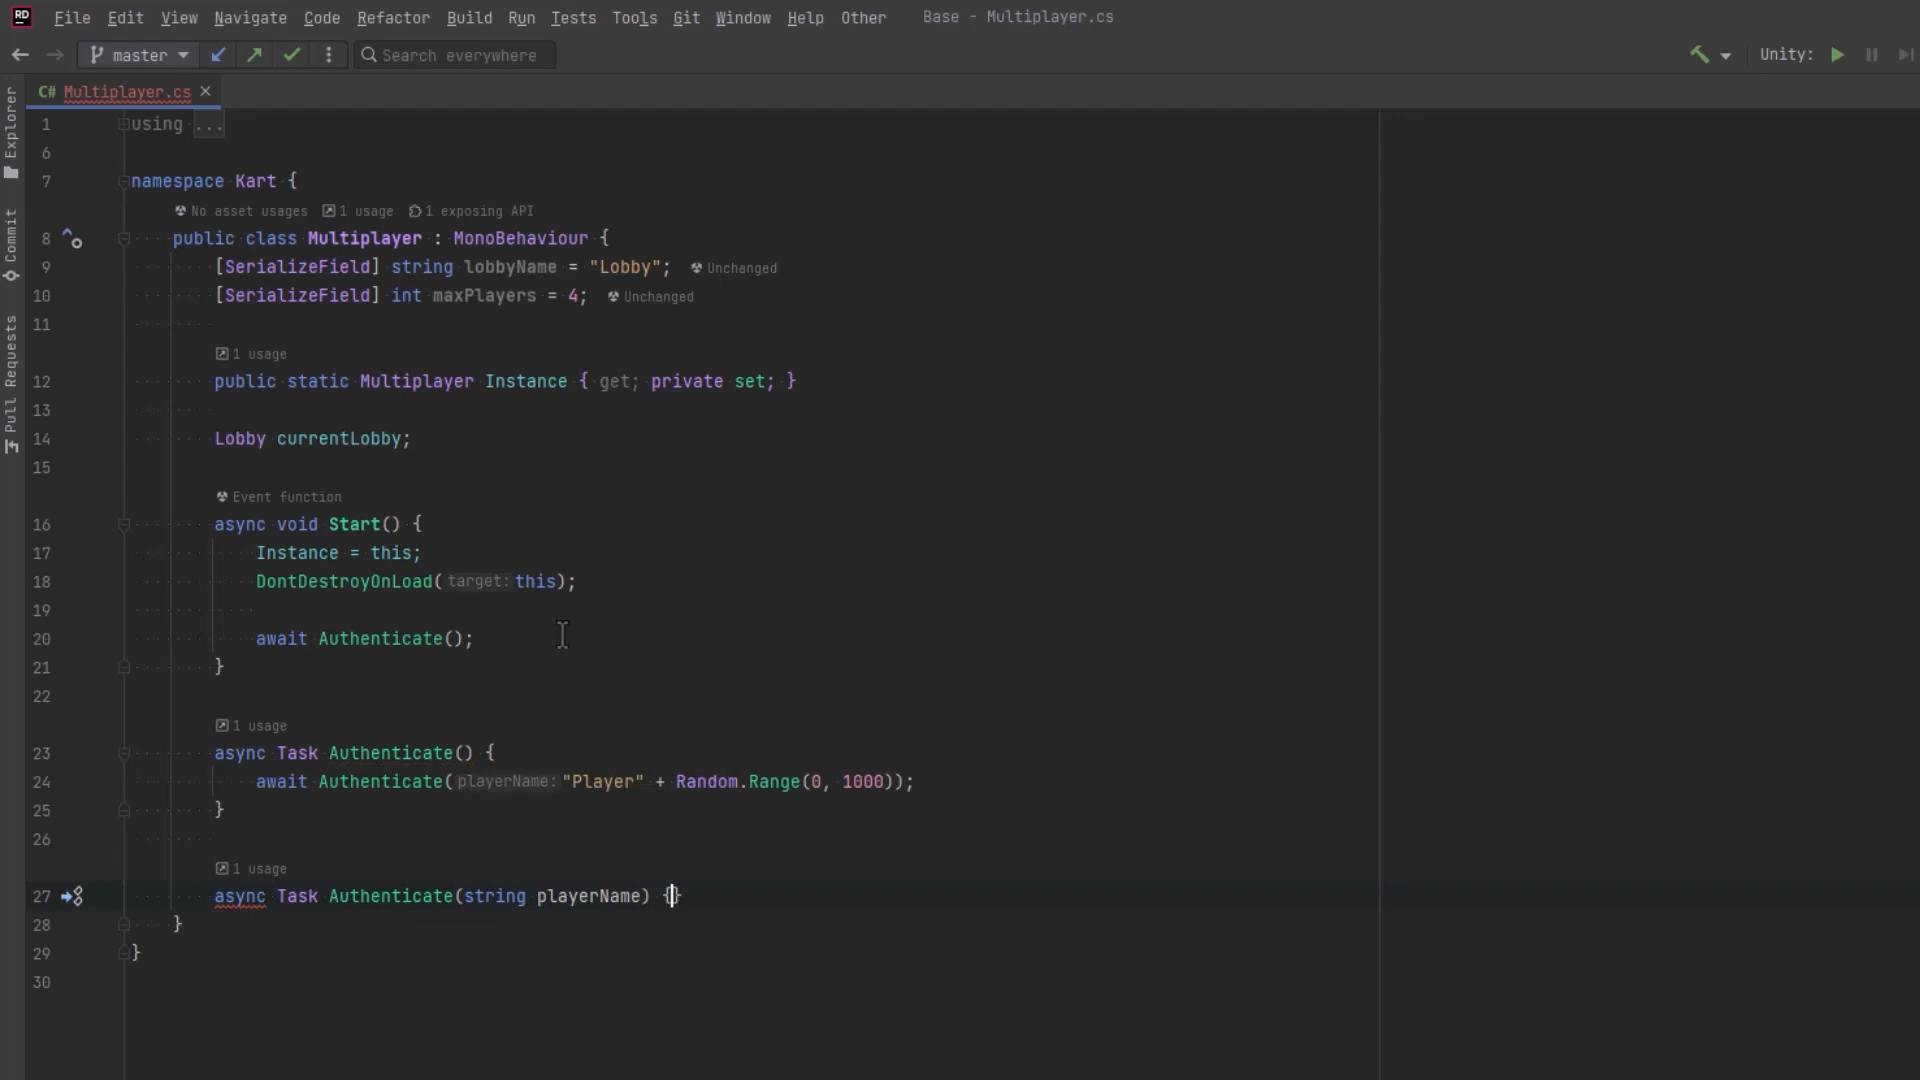 RD File Edit View Navigate Code Refactor Build Run Tests Tools Git Window Help Other Base - Multiplayer.cs
master Search everywhere Unity:
C# Multiplayer.cs
Explorer
Commit
Pull Requests
1 using ...
6
7 namespace Kart {
No asset usages 1 usage 1 exposing API
8 public class Multiplayer : MonoBehaviour {
9 [SerializeField] string lobbyName = "Lobby"; Unchanged
10 [SerializeField] int maxPlayers = 4; Unchanged
11
1 usage
12 public static Multiplayer Instance { get; private set; }
13
14 Lobby currentLobby;
15
Event function
16 async void Start() {
17 Instance = this;
18 DontDestroyOnLoad(target:this);
19
20 await Authenticate();
21 }
22
1 usage
23 async Task Authenticate() {
24 await Authenticate(playerName:"Player" + Random.Range(0, 1000));
25 }
26
1 usage
27 async Task Authenticate(string playerName) {}
28 }
29 }
30